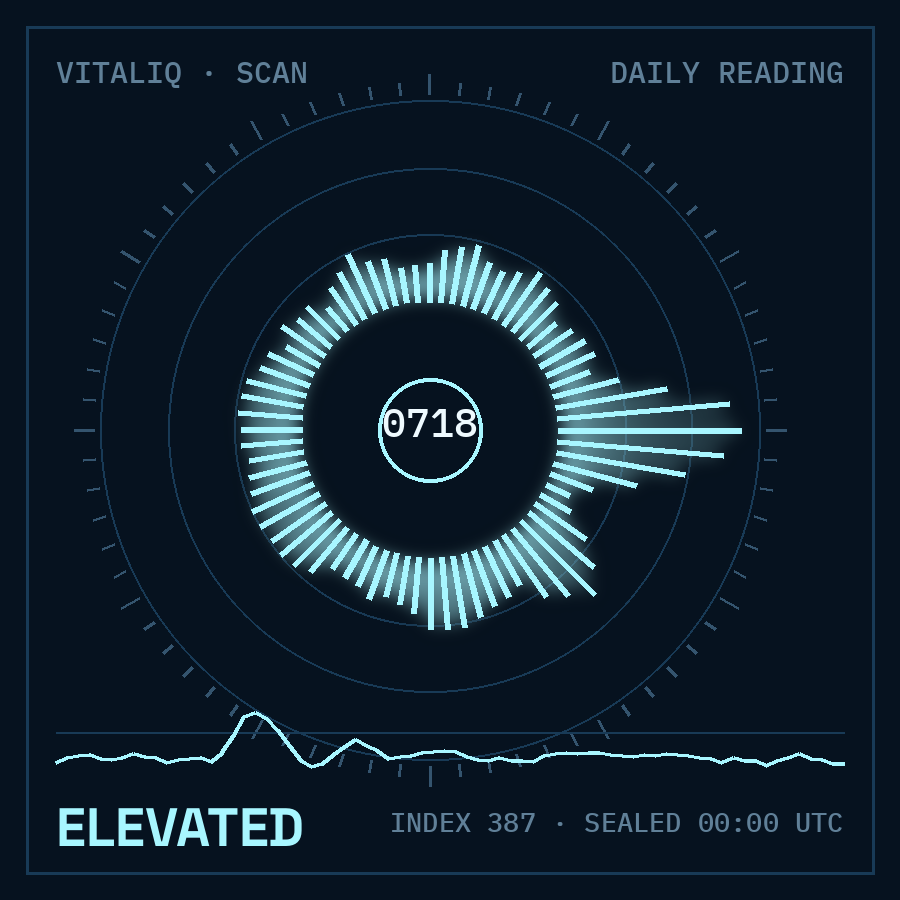 VITALIQ · SCAN
DAILY READING
0718
ELEVATED
INDEX 387 · SEALED 00:00 UTC